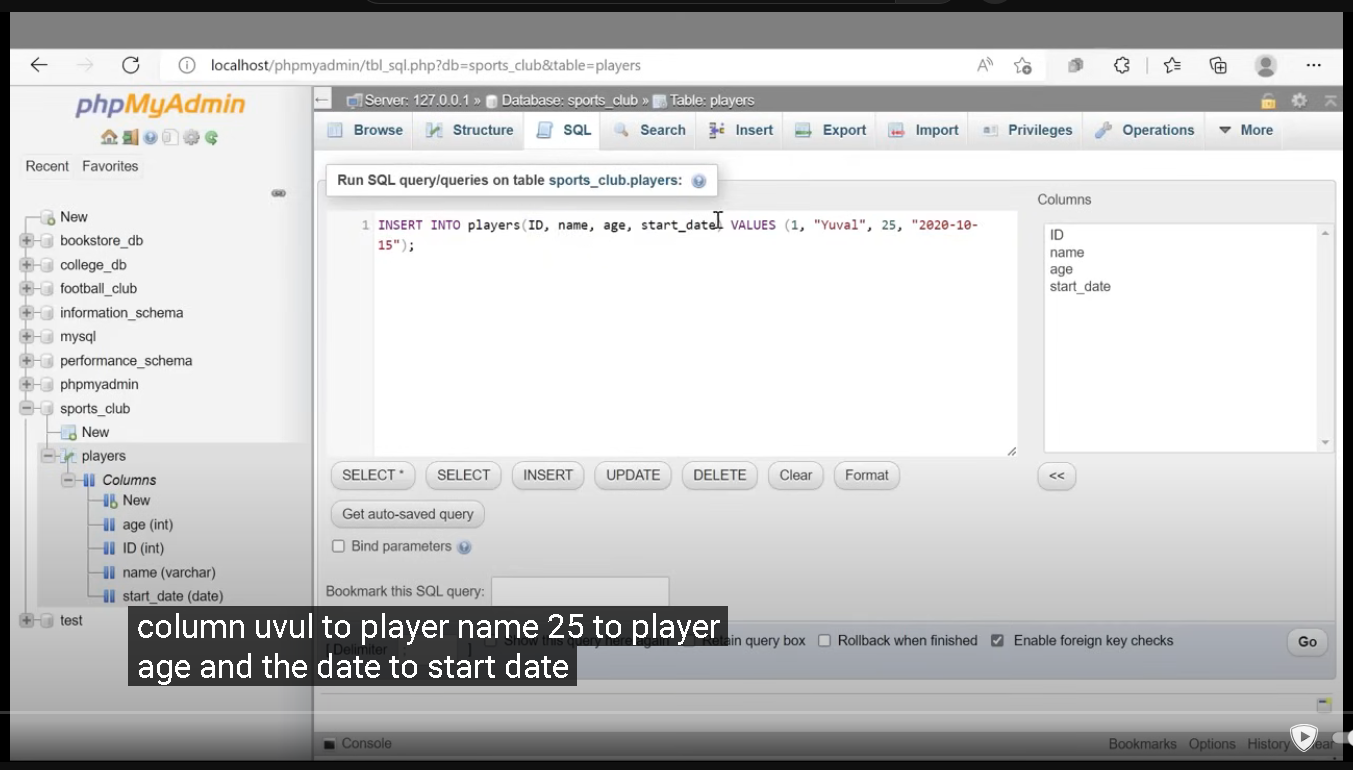 localhost/phpmyadmin/tbl_sql.php?db=sports_club&table=players
phpMyAdmin
Recent Favorites
New
bookstore_db
college_db
football_club
information_schema
mysql
performance_schema
phpmyadmin
sports_club
New
players
Columns
New
age (int)
ID (int)
name (varchar)
start_date (date)
test
Server: 127.0.0.1 » Database: sports_club » Table: players
Browse Structure SQL Search Insert Export Import Privileges Operations More
Run SQL query/queries on table sports_club.players:
1 INSERT INTO players(ID, name, age, start_date) VALUES (1, "Yuval", 25, "2020-10-
15");
Columns
ID
name
age
start_date
SELECT * SELECT INSERT UPDATE DELETE Clear Format <<
Get auto-saved query
Bind parameters
Bookmark this SQL query:
[ Delimiter ; ] Show this query here again Retain query box Rollback when finished Enable foreign key checks Go
column uvul to player name 25 to player
age and the date to start date
Console Bookmarks Options History